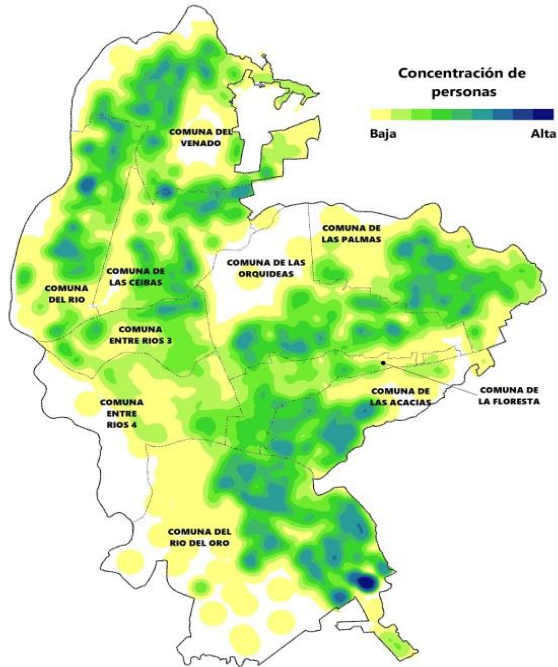 Concentración de
personas
Baja
Alta
COMUNA DEL
VENADO
COMUNA DE
LAS PALMAS
COMUNA DE LAS
ORQUIDEAS
COMUNA DE
LAS CEIBAS
COMUNA
DEL RIO
COMUNA
ENTRE RIOS 3
COMUNA DE
LAS ACACIAS
COMUNA DE
LA FLORESTA
COMUNA
ENTRE
RIOS 4
COMUNA DEL
RIO DEL ORO